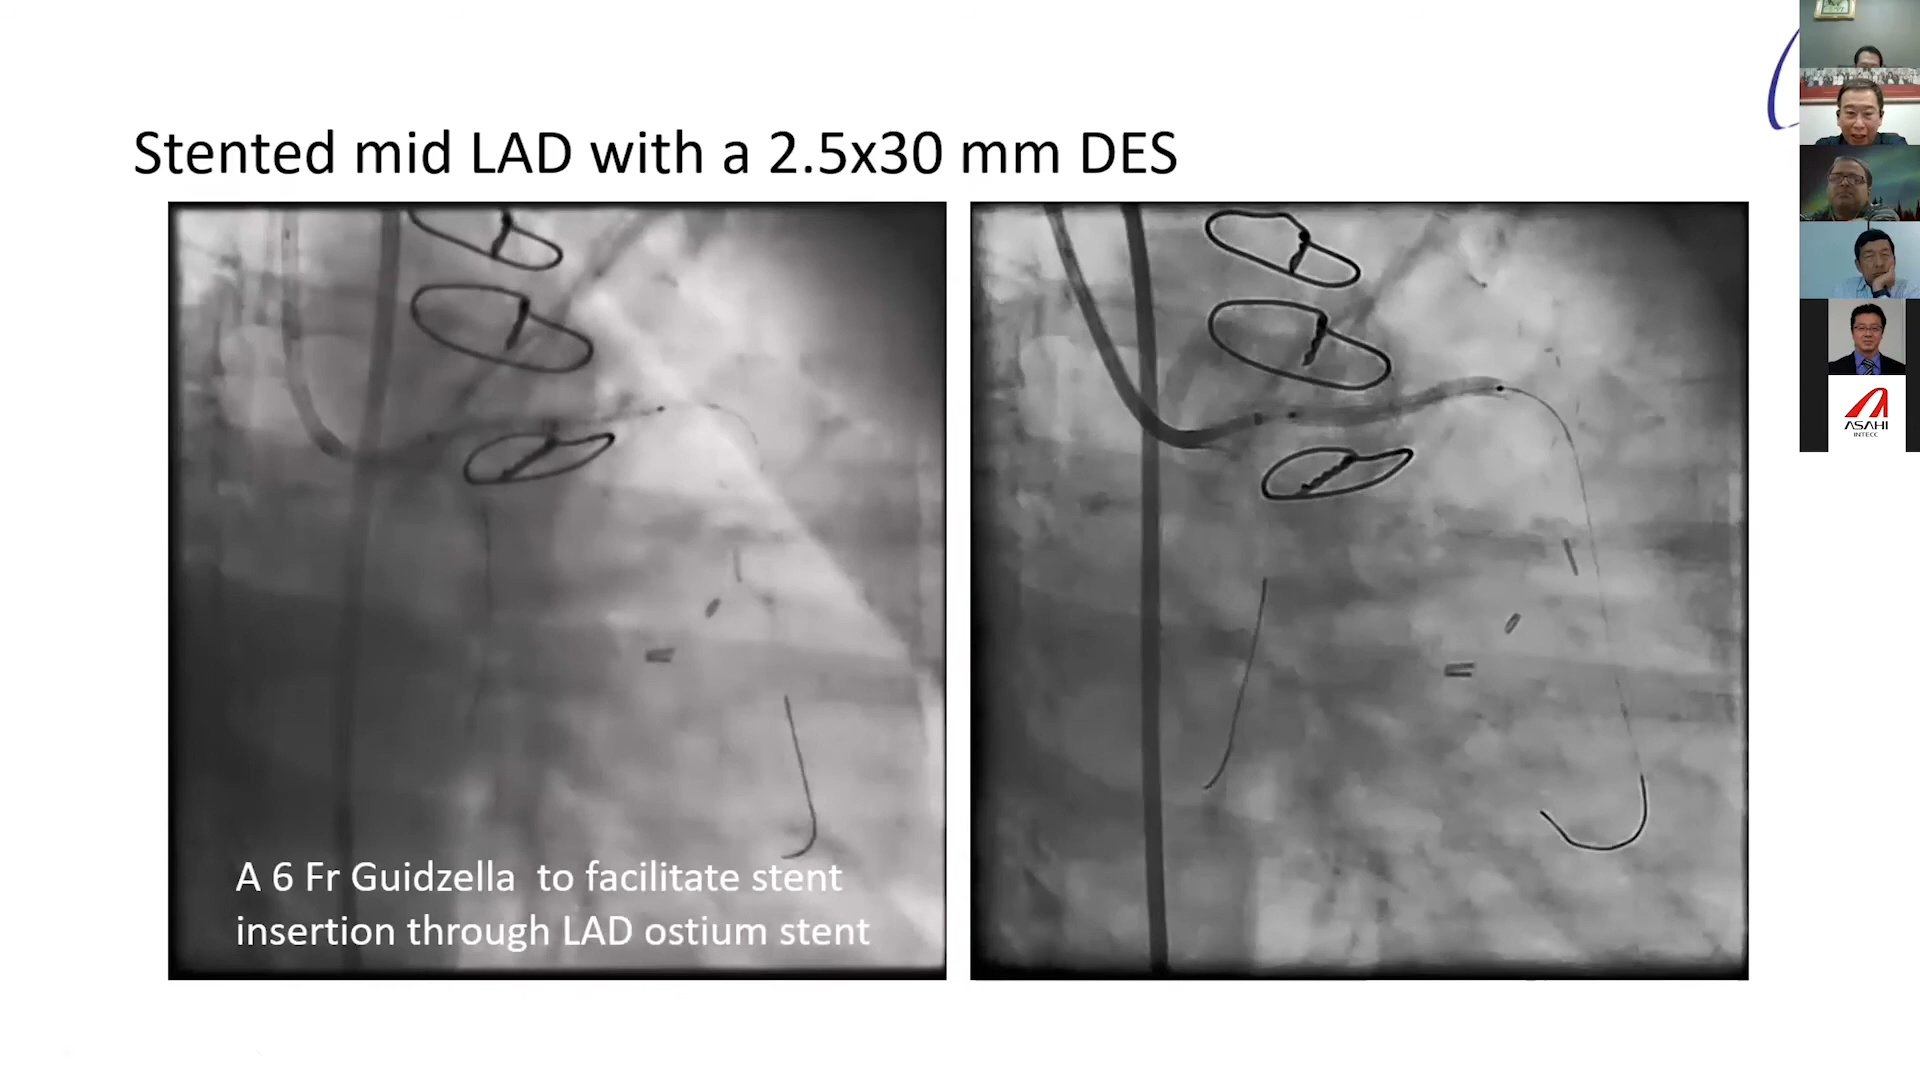 Stented mid LAD with a 2.5x30 mm DES
A 6 Fr Guidzella to facilitate stent
insertion through LAD ostium stent
ASAHI
INTECC